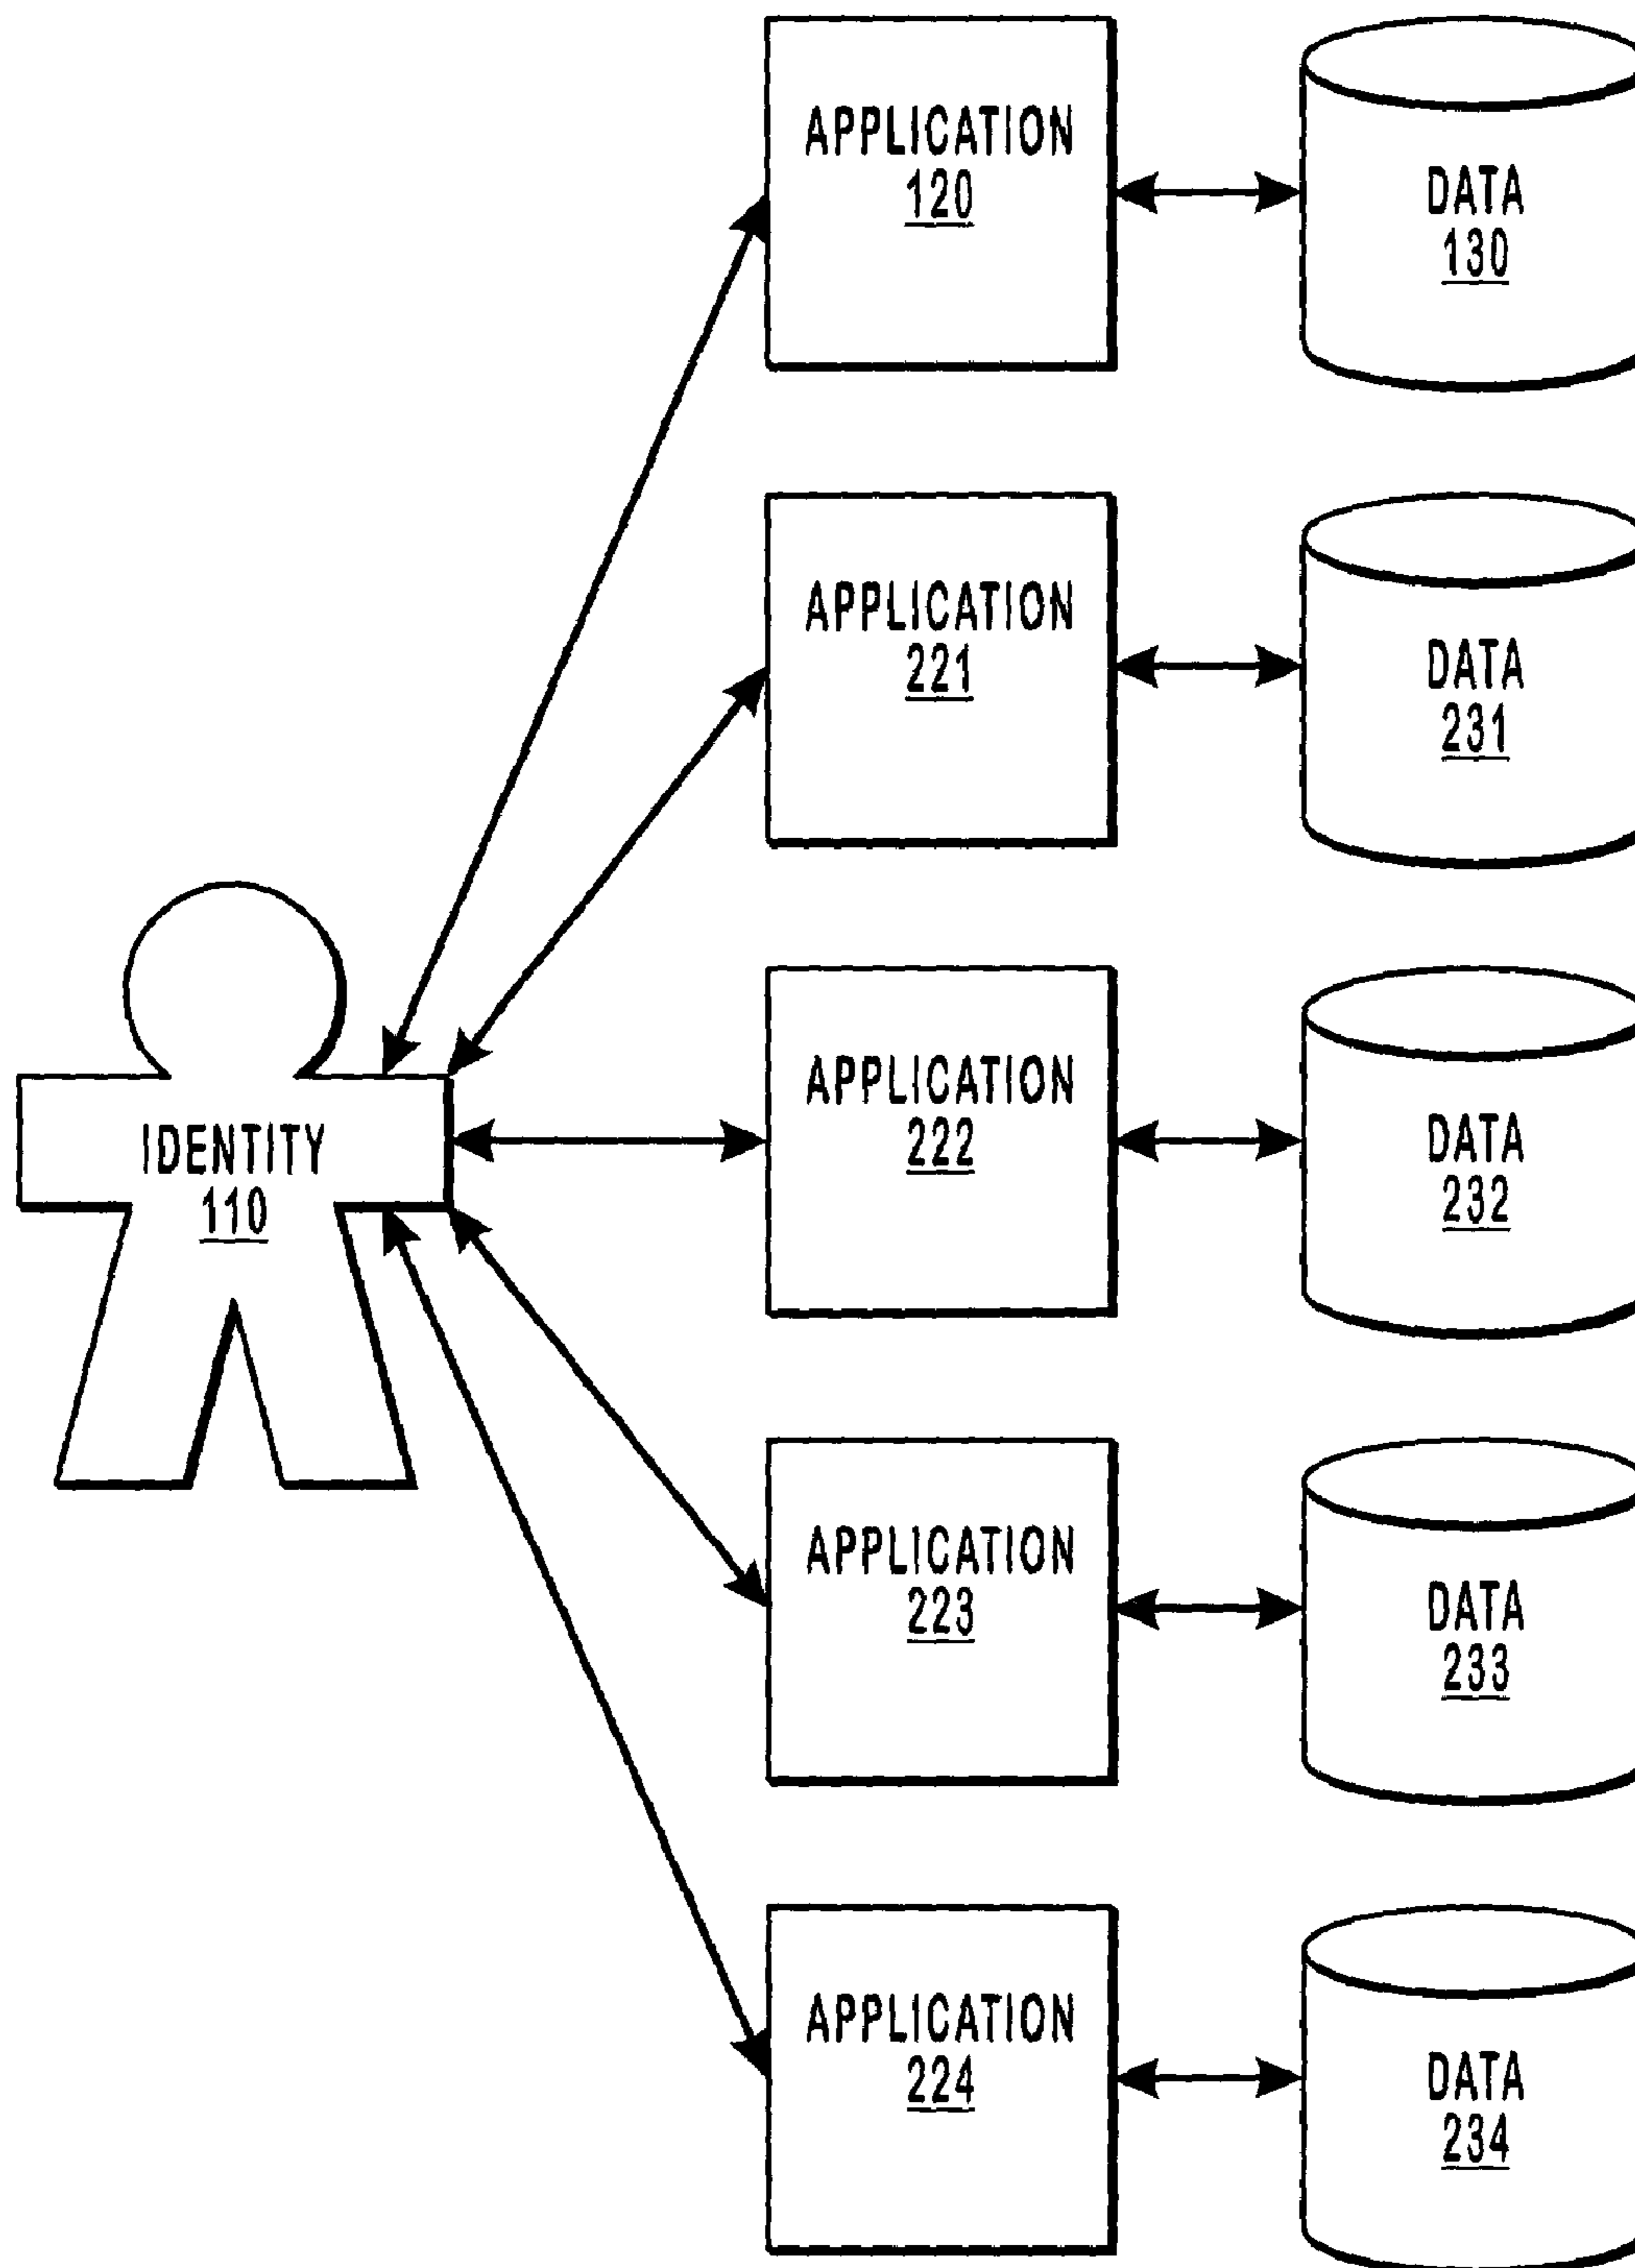 APPLICATION
120
DATA
130
APPLICATION
221
DATA
231
IDENTITY
110
APPLICATION
222
DATA
232
APPLICATION
223
DATA
233
APPLICATION
224
DATA
234